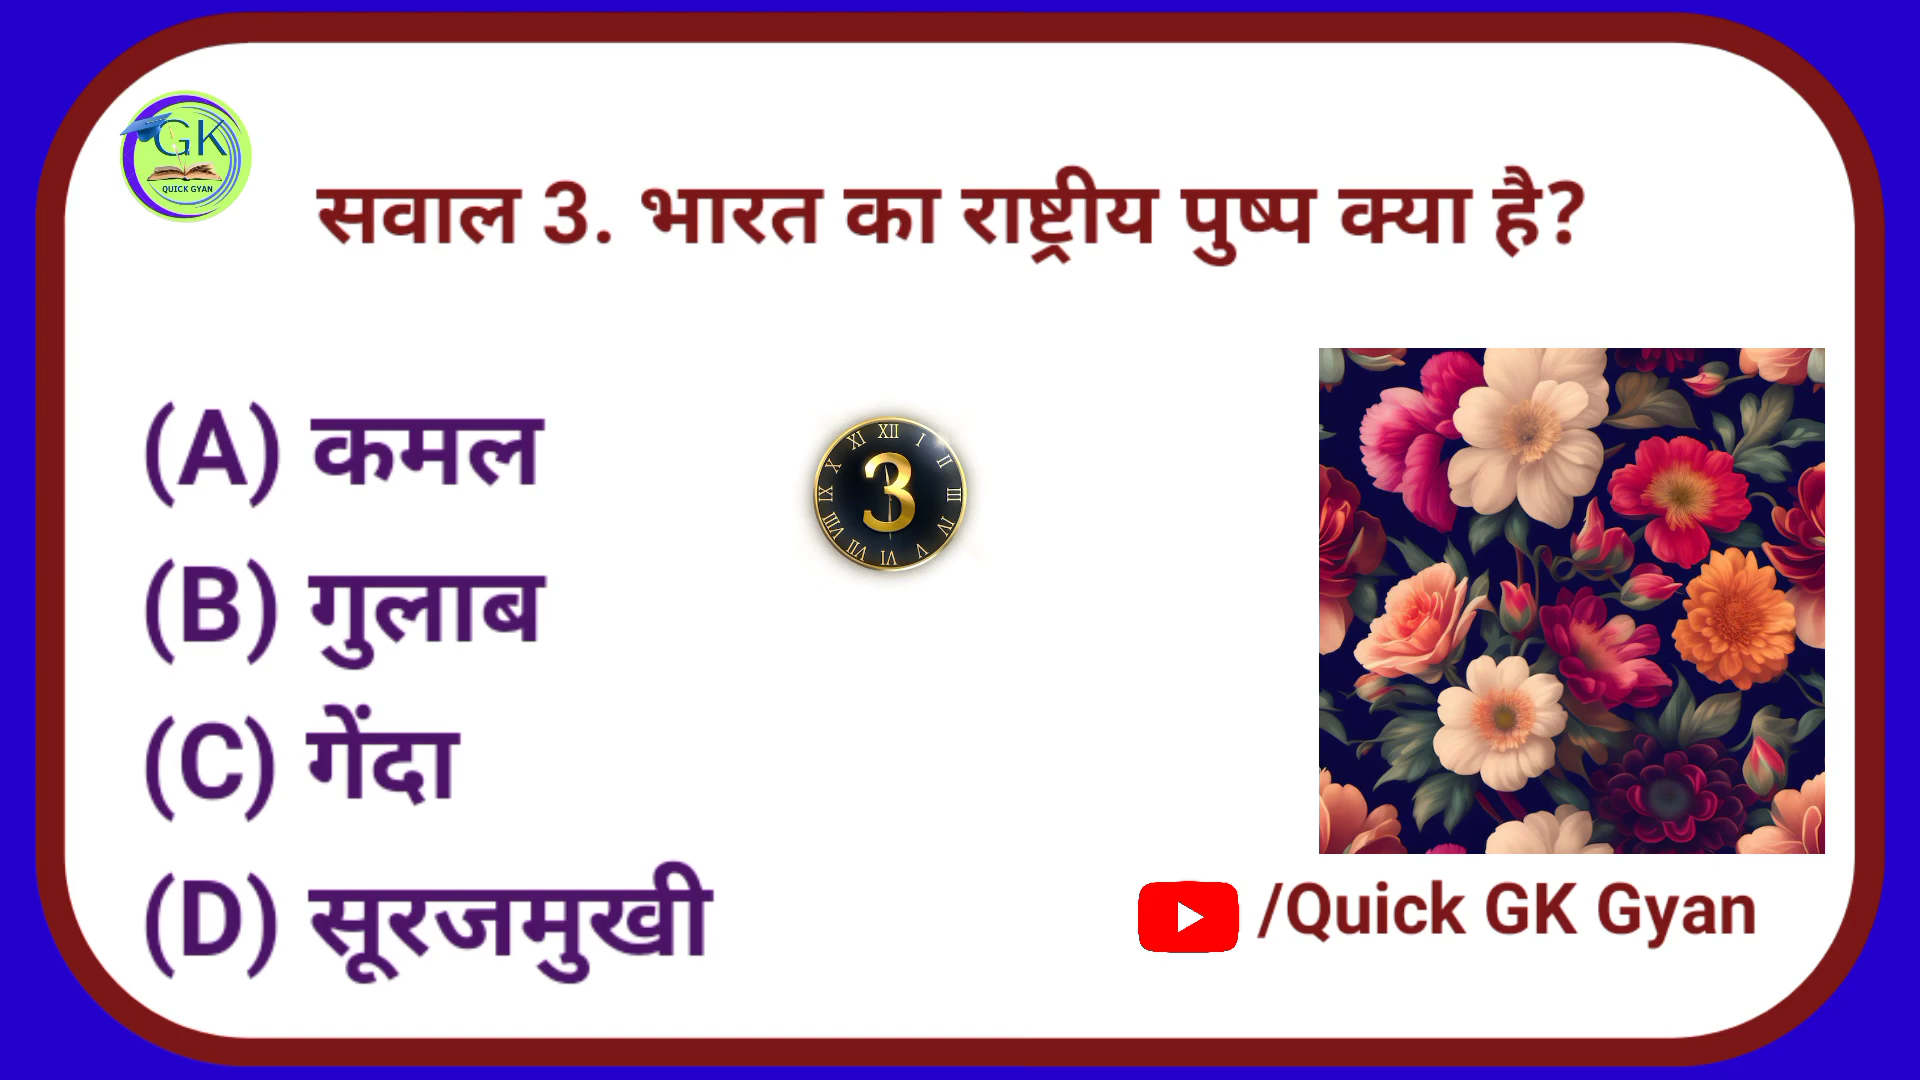 GK
QUICK GYAN
सवाल 3. भारत का राष्ट्रीय पुष्प क्या है?
(A) कमल
(B) गुलाब
(C) गेंदा
(D) सूरजमुखी
XII
I
II
III
IV
V
VI
VII
VIII
IX
X
XI
3
/Quick GK Gyan